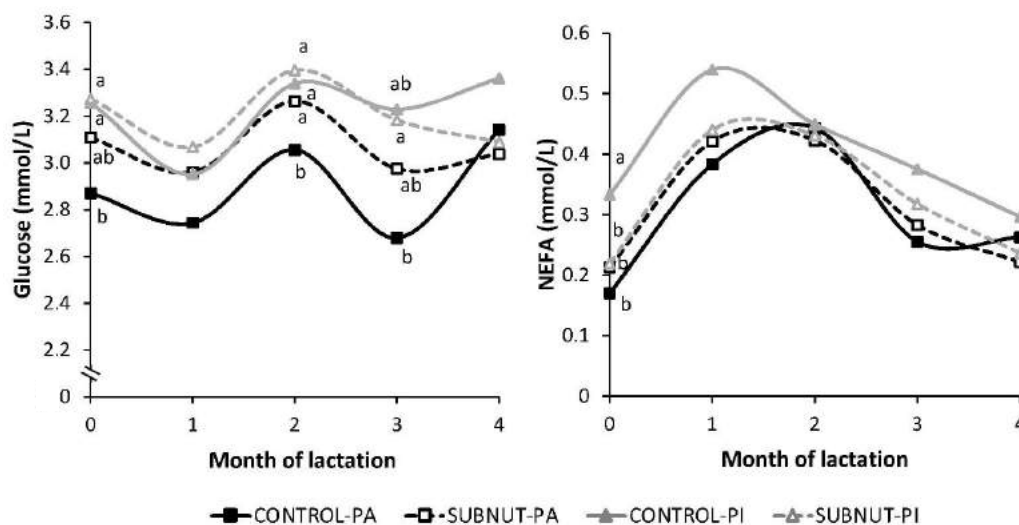 3.6
3.4
3.2
3.0
2.8
2.6
2.4
2.2
0
Glucose (mmol/L)
a
a
ab
b
a
a
a
b
ab
a
ab
b
0 1 2 3 4
Month of lactation
0.6
0.5
0.4
0.3
0.2
0.1
0
NEFA (mmol/L)
a
b
b
b
0 1 2 3 4
Month of lactation
CONTROL-PA SUBNUT-PA CONTROL-PI SUBNUT-PI